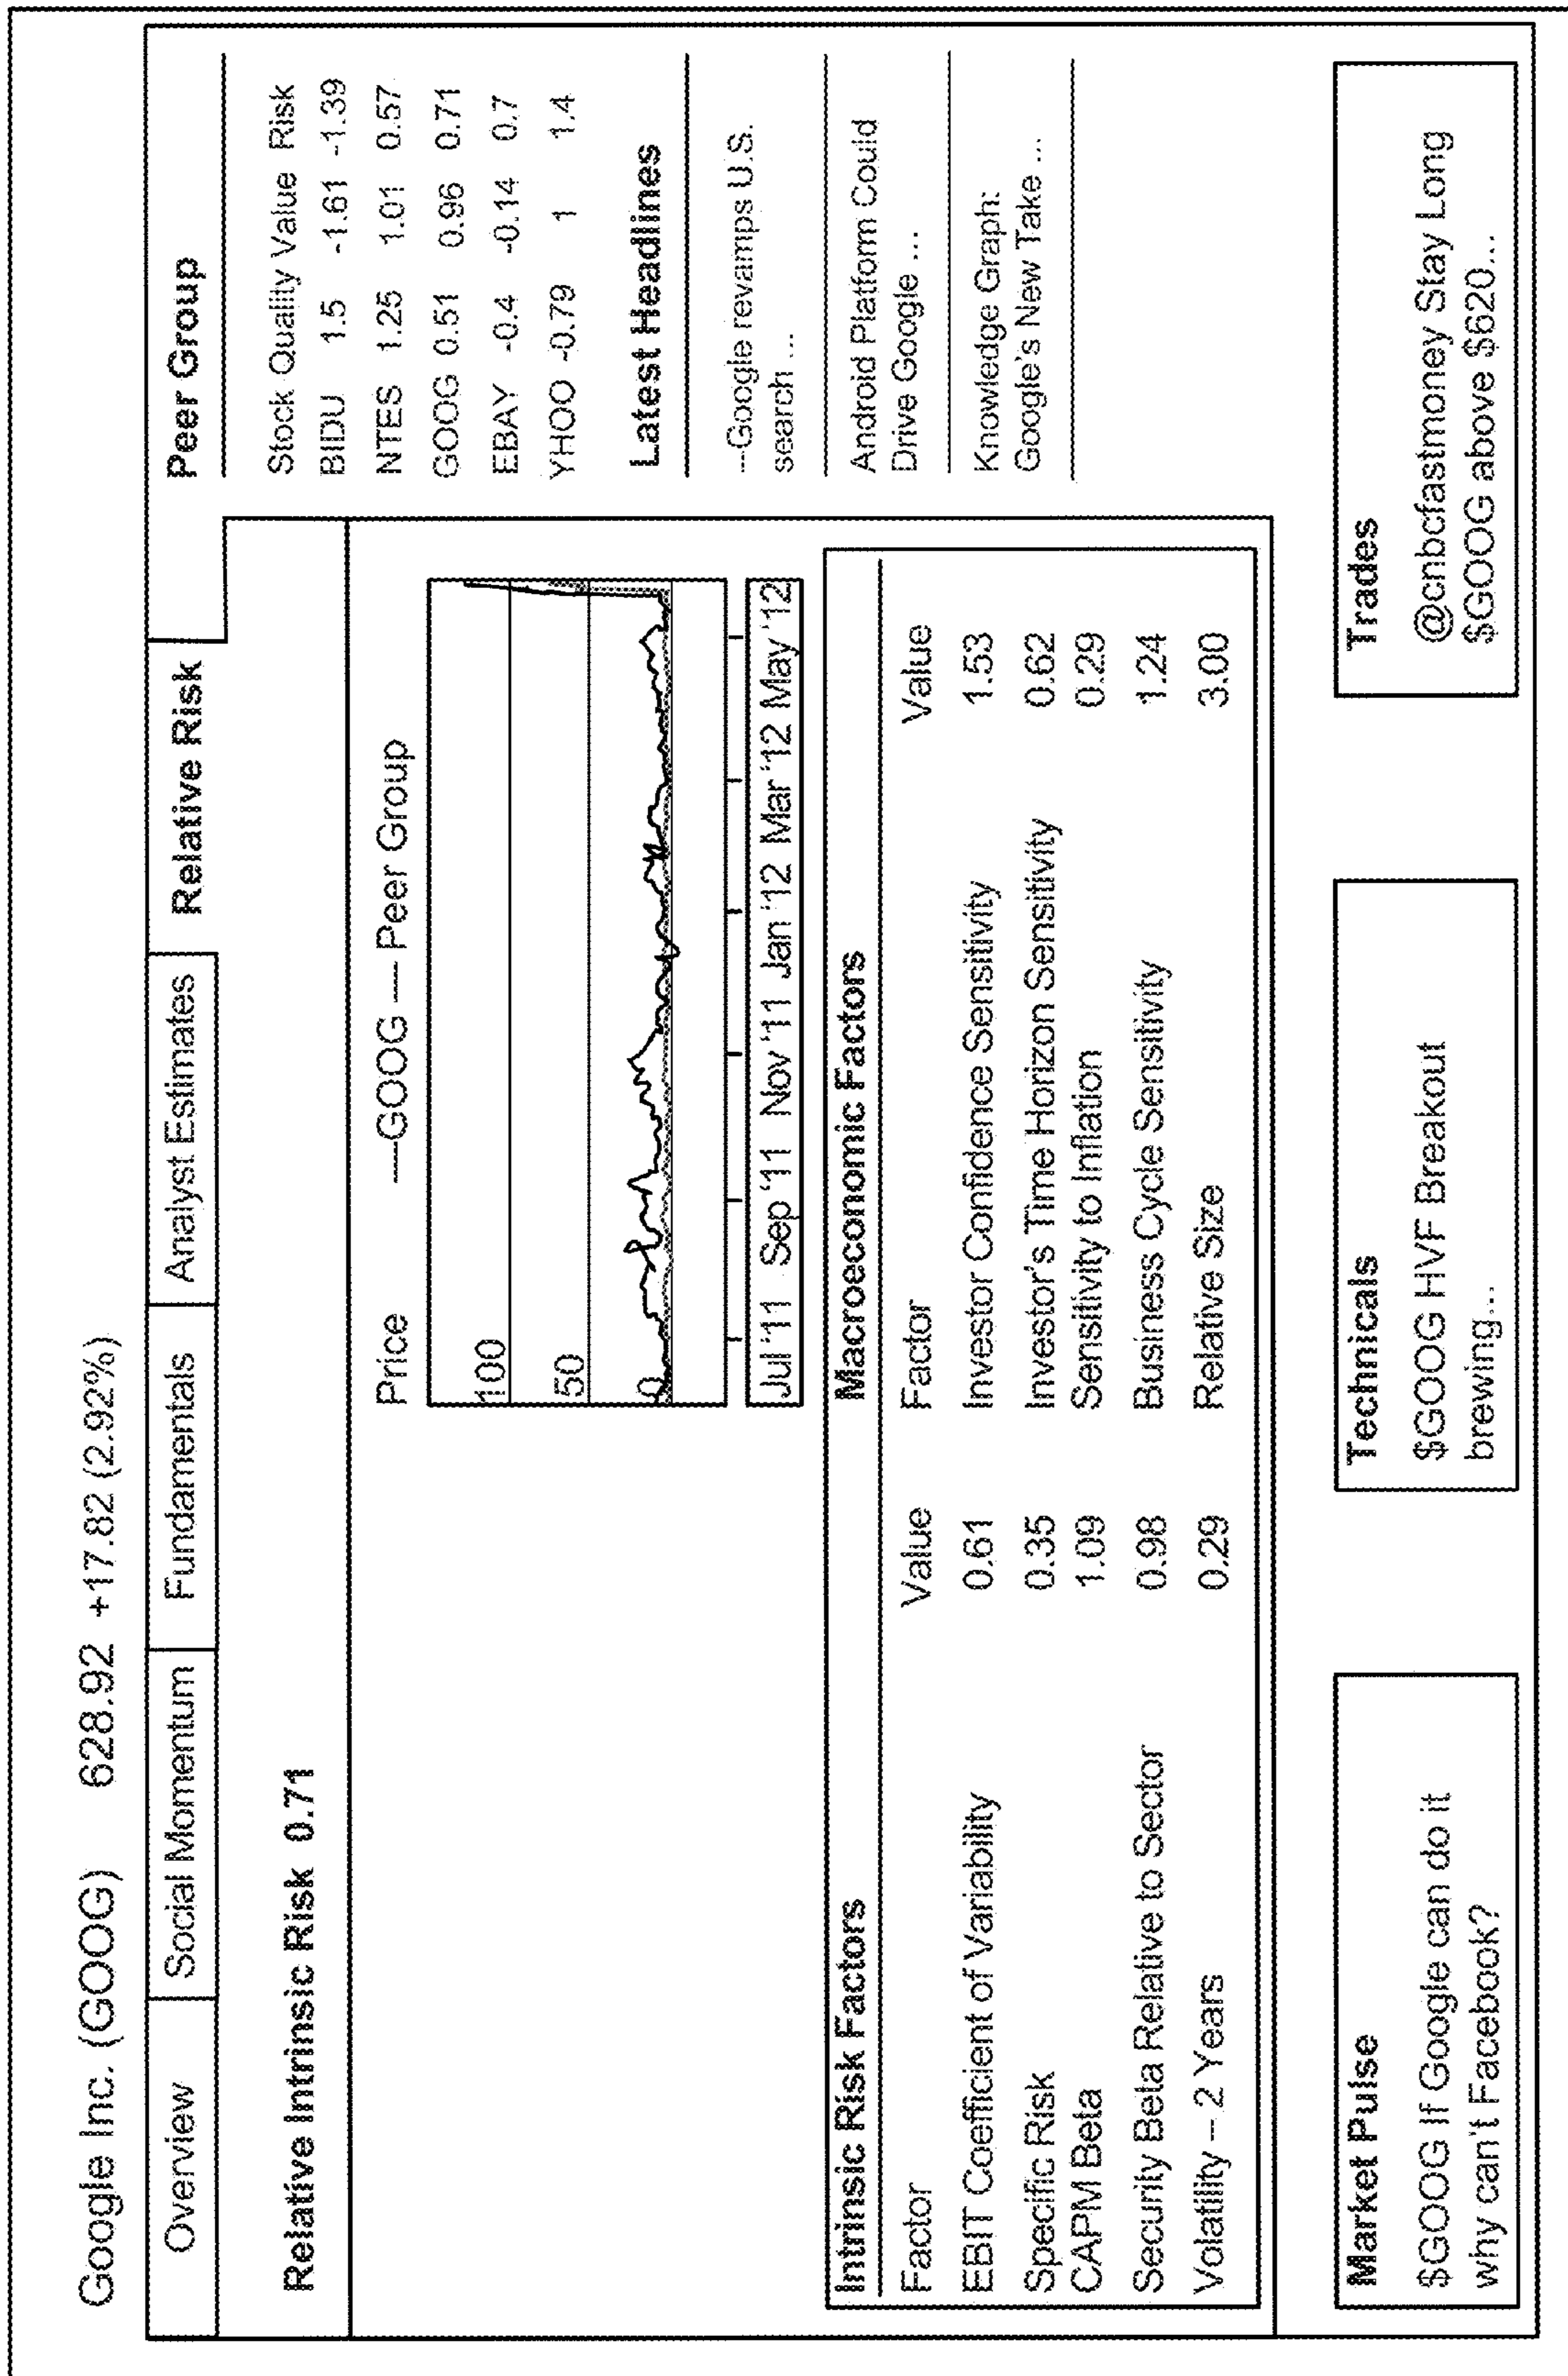 Google Inc. (GOOG) 628.92 +17.82 (2.92%)
Overview Social Momentum Fundamentals Analyst Estimates Relative Risk
Relative Intrinsic Risk 0.71
Price ---GOOG --- Peer Group
100
50
0
Jul '11 Sep '11 Nov '11 Jan '12 Mar '12 May '12
Intrinsic Risk Factors
Factor Value
EBIT Coefficient of Variability 0.61
Specific Risk 0.35
CAPM Beta 1.09
Security Beta Relative to Sector 0.98
Volatility -- 2 Years 0.29
Macroeconomic Factors
Factor Value
Investor Confidence Sensitivity 1.53
Investor's Time Horizon Sensitivity 0.62
Sensitivity to Inflation 0.29
Business Cycle Sensitivity 1.24
Relative Size 3.00
Peer Group
Stock Quality Value Risk
BIDU 1.5 -1.61 -1.39
NTES 1.25 1.01 0.57
GOOG 0.51 0.96 0.71
EBAY -0.4 -0.14 0.7
YHOO -0.79 1 1.4
Latest Headlines
--Google revamps U.S.
search ...
Android Platform Could
Drive Google ...
Knowledge Graph:
Google's New Take ...
Market Pulse
$GOOG If Google can do it
why can't Facebook?
Technicals
$GOOG HVF Breakout
brewing...
Trades
@cnbcfastmoney Stay Long
$GOOG above $620...